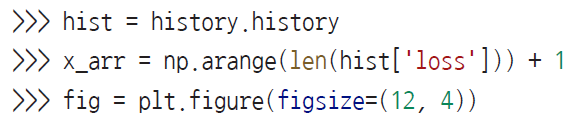 >>> hist = history.history
>>> x_arr = np.arange(len(hist['loss'])) + 1
>>> fig = plt.figure(figsize=(12, 4))